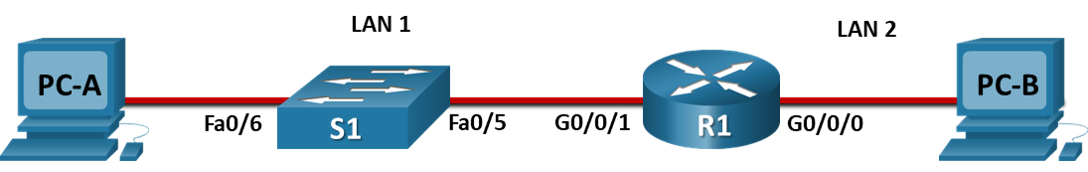 LAN 1
LAN 2
PC-A
PC-B
Fa0/6
S1
Fa0/5
G0/0/1
R1
G0/0/0